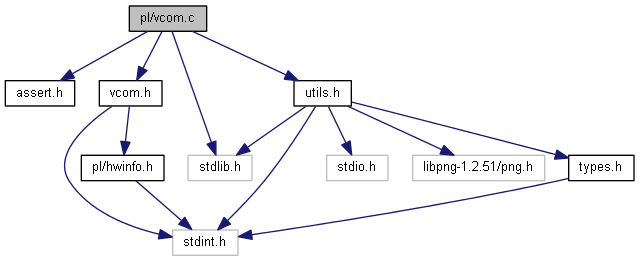 pl/vcom.c
assert.h
vcom.h
utils.h
pl/hwinfo.h
stdlib.h
stdio.h
libpng-1.2.51/png.h
types.h
stdint.h